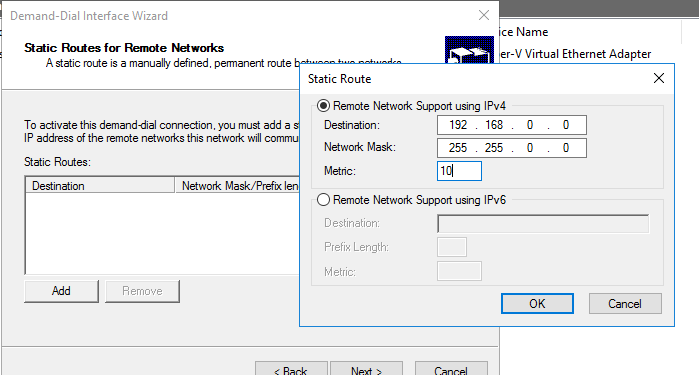 Demand-Dial Interface Wizard
ice Name
Static Routes for Remote Networks
A static route is a manually defined, permanent route between two networks.
er-V Virtual Ethernet Adapter
Static Route
Remote Network Support using IPv4
Destination: 192 . 168 . 0 . 0
Network Mask: 255 . 255 . 0 . 0
Metric: 10
To activate this demand-dial connection, you must add a s
IP address of the remote networks this network will commu
Static Routes:
Destination Network Mask/Prefix len
Remote Network Support using IPv6
Destination:
Prefix Length:
Metric:
Add Remove
OK Cancel
< Back Next > Cancel